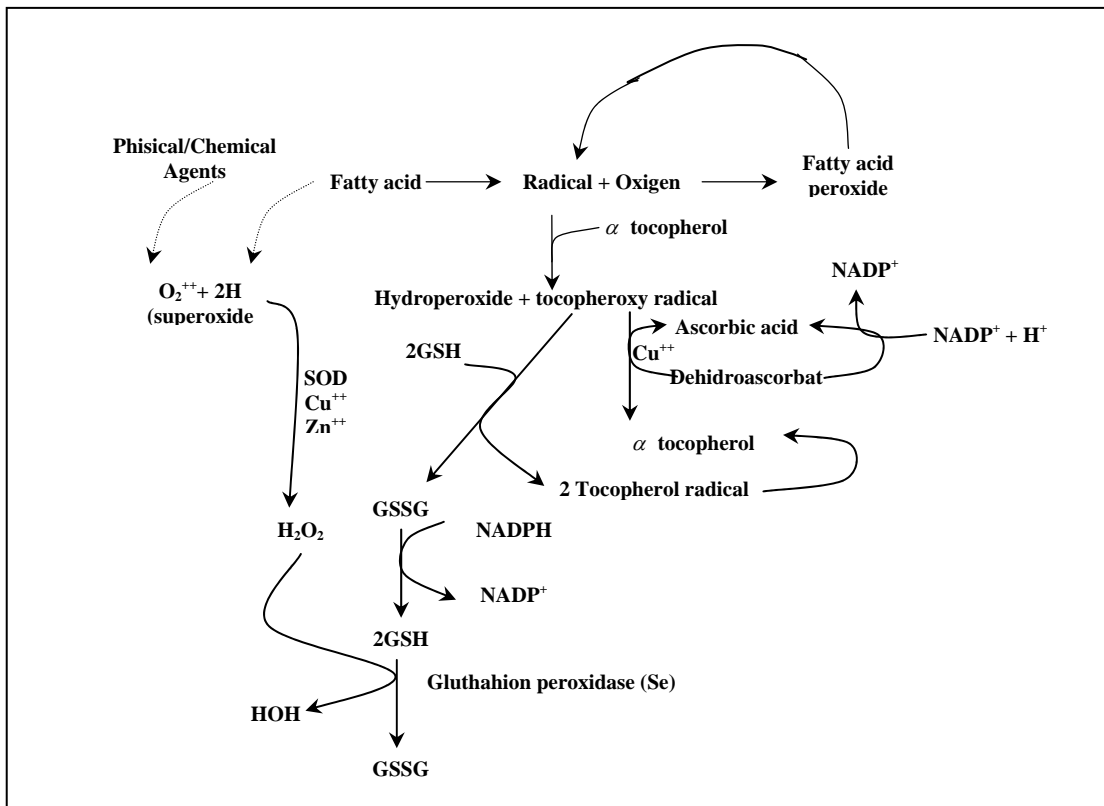 Phisical/Chemical
Agents
Fatty acid
Radical + Oxigen
Fatty acid
peroxide
α tocopherol
NADP⁺
O₂⁺⁺+ 2H
(superoxide
Hydroperoxide + tocopheroxy radical
Ascorbic acid
NADP⁺ + H⁺
2GSH
Cu⁺⁺
Dehidroascorbat
SOD
Cu⁺⁺
Zn⁺⁺
α tocopherol
2 Tocopherol radical
GSSG
H₂O₂
NADPH
NADP⁺
2GSH
Gluthahion peroxidase (Se)
HOH
GSSG